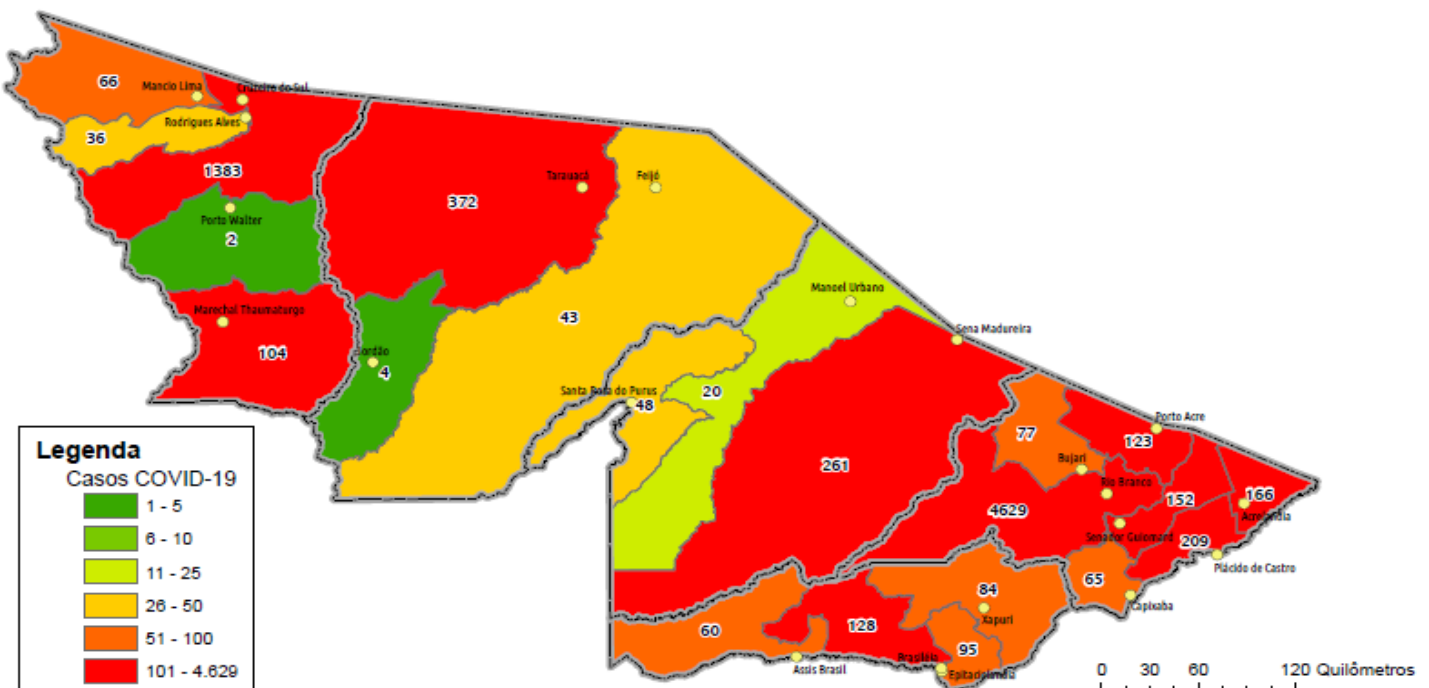 66
Mancio Lima
Cruzeiro do Sul
Rodrigues Alves
36
1383
Porto Walter
2
Tarauacá
Feijó
372
Marechal Thaumaturgo
104
Jordão
4
43
Manoel Urbano
Sena Madureira
Santa Rosa do Purus
48
20
261
77
Porto Acre
123
Bujari
Rio Branco
152
166
Acrelândia
4629
Senador Guiomard
209
Plácido de Castro
65
Capixaba
84
Xapuri
60
128
95
Assis Brasil
Brasiléia
Epitaciolândia
Legenda
Casos COVID-19
1 - 5
6 - 10
11 - 25
26 - 50
51 - 100
101 - 4.629
0 30 60 120 Quilômetros